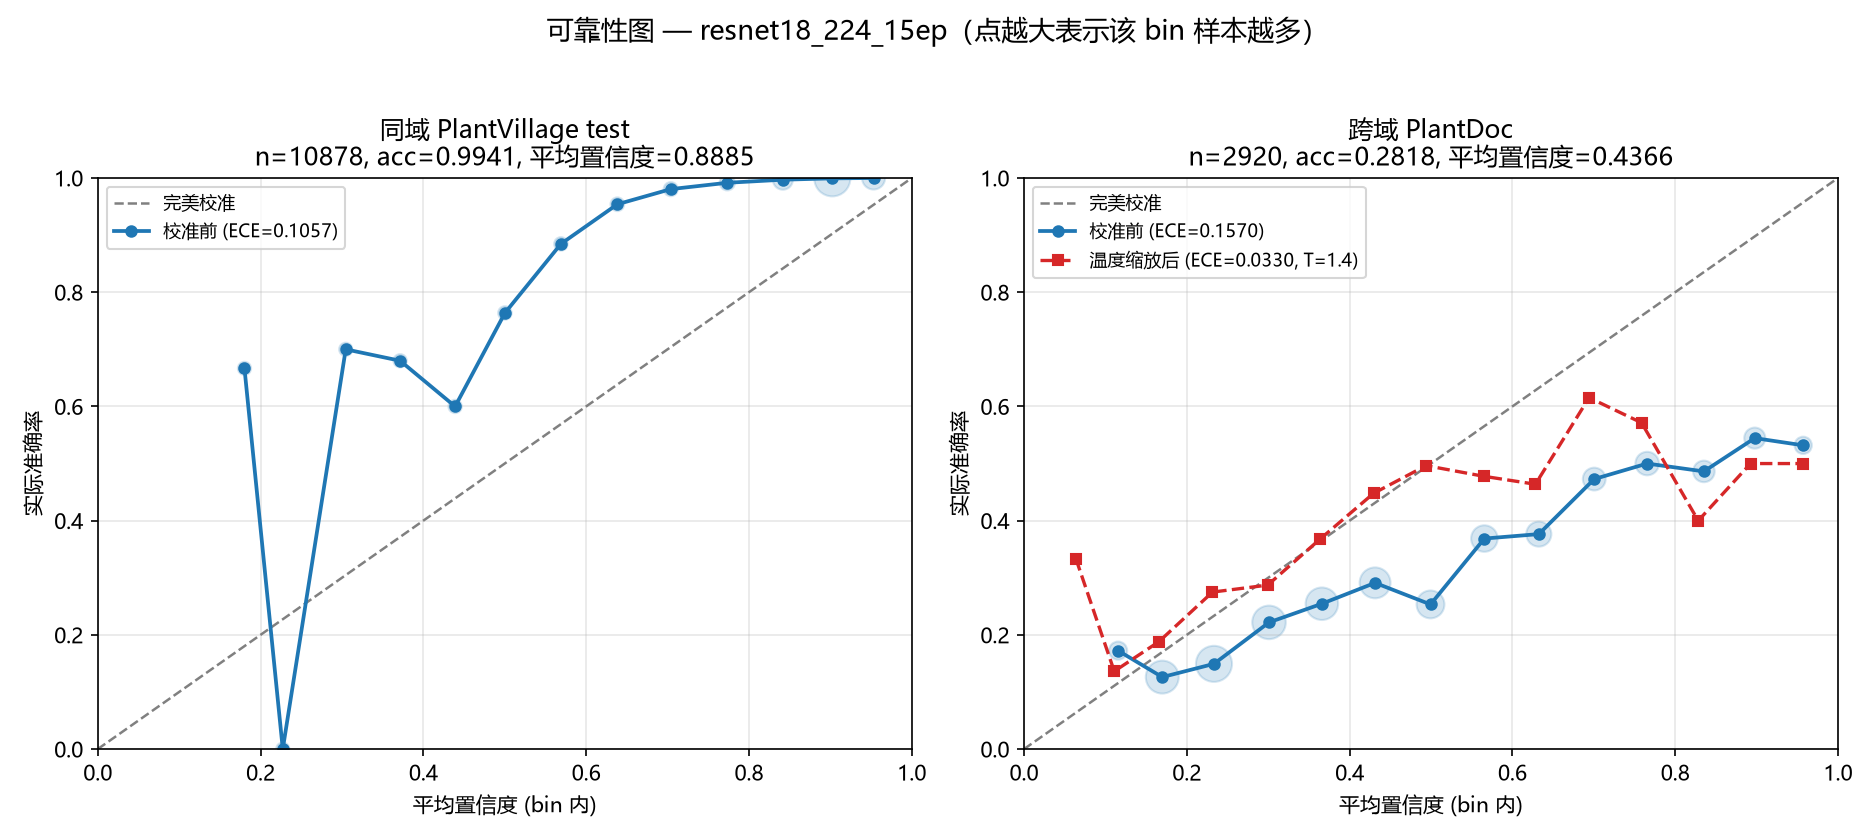 可靠性图 — resnet18_224_15ep（点越大表示该 bin 样本越多）
同域 PlantVillage test
n=10878, acc=0.9941, 平均置信度=0.8885
完美校准
校准前 (ECE=0.1057)
1.0
0.8
0.6
0.4
0.2
0.0
实际准确率
0.0 0.2 0.4 0.6 0.8 1.0
平均置信度 (bin 内)
跨域 PlantDoc
n=2920, acc=0.2818, 平均置信度=0.4366
完美校准
校准前 (ECE=0.1570)
温度缩放后 (ECE=0.0330, T=1.4)
1.0
0.8
0.6
0.4
0.2
0.0
实际准确率
0.0 0.2 0.4 0.6 0.8 1.0
平均置信度 (bin 内)